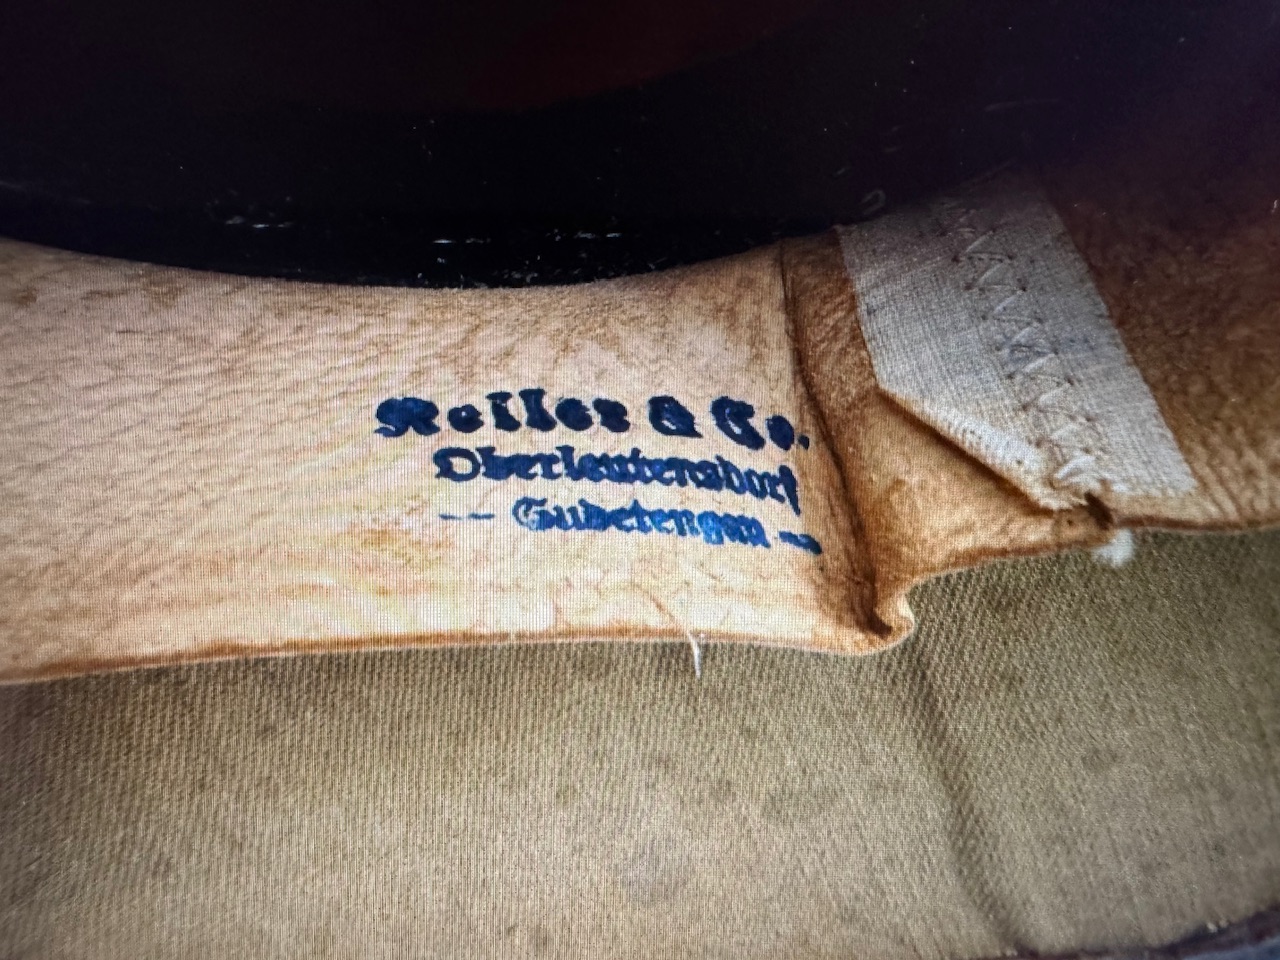 Keller & Co.
Oberleutensdorf
-- Sudetengau --